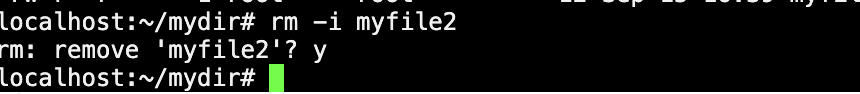 localhost:~/mydir# rm -i myfile2
rm: remove 'myfile2'? y
localhost:~/mydir#